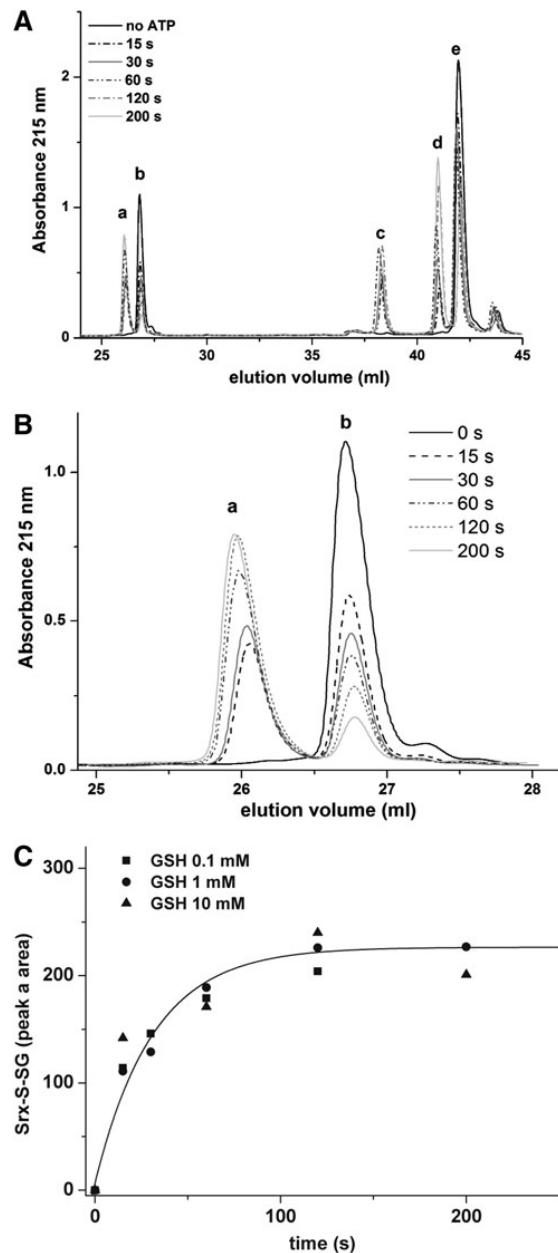 A
no ATP
15 s
30 s
60 s
120 s
200 s
a
b
c
d
e
Absorbance 215 nm
2
1
0
25
30
35
40
45
elution volume (ml)
B
a
b
0 s
15 s
30 s
60 s
120 s
200 s
Absorbance 215 nm
1.0
0.5
0.0
25
26
27
28
elution volume (ml)
C
GSH 0.1 mM
GSH 1 mM
GSH 10 mM
Srx-S-SG (peak a area)
300
200
100
0
0
100
200
time (s)